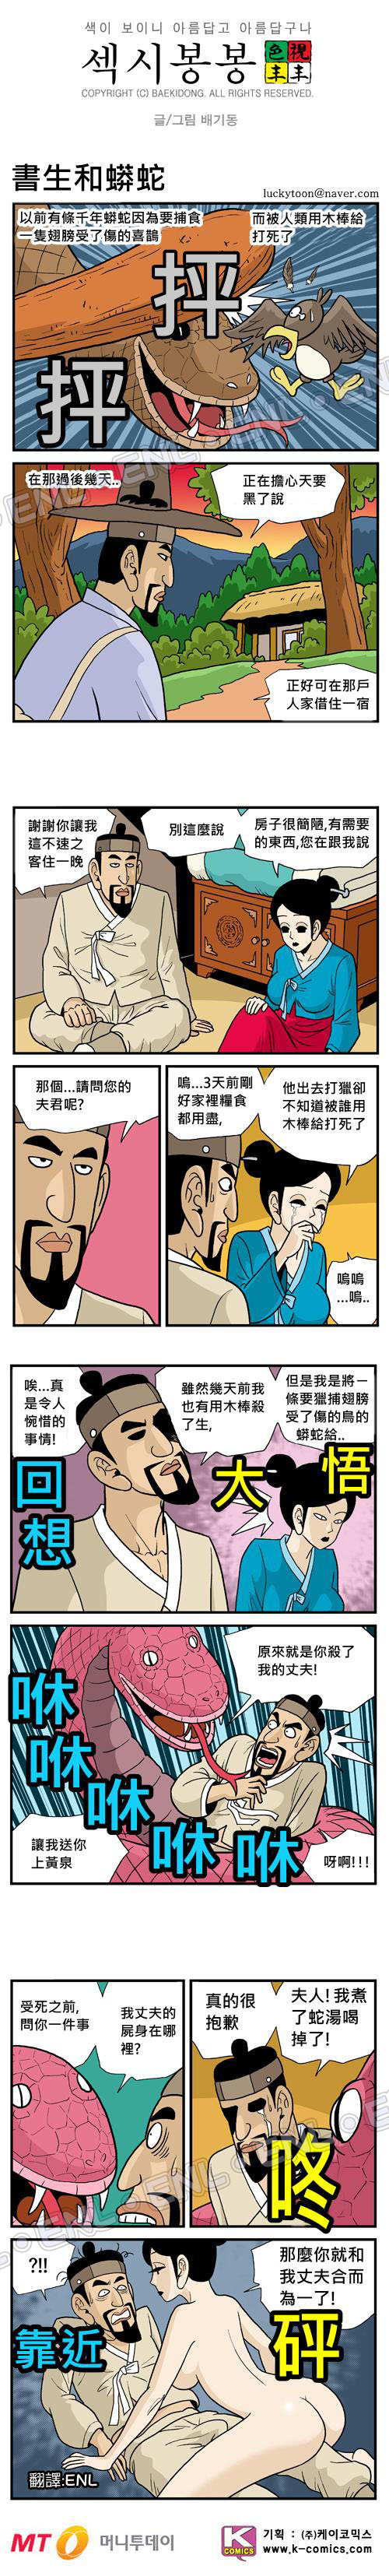 색이 보이니 아름답고 아름답구나
섹시봉봉
色視
主主
COPYRIGHT (C) BAEKIDONG. ALL RIGHTS RESERVED.
글/그림 배기동
書生和蟒蛇
luckytoon@naver.com
以前有條千年蟒蛇因為要捕食
一隻翅膀受了傷的喜鵲
而被人類用木棒給
打死了
抨
抨
在那過後幾天..
正在擔心天要
黑了說
正好可在那戶
人家借住一宿
謝謝你讓我
這不速之
客住一晚
別這麼說
房子很簡陋,有需要
的東西,您在跟我說
那個...請問您的
夫君呢?
嗚...3天前剛
好家裡糧食
都用盡,
他出去打獵卻
不知道被誰用
木棒給打死了
嗚嗚
...嗚..
唉...真
是令人
惋惜的
事情!
雖然幾天前我
也有用木棒殺
了生,
但是我是將一
條要獵捕翅膀
受了傷的鳥的
蟒蛇給..
回
想
大
悟
原來就是你殺了
我的丈夫!
咻
咻
咻
咻
咻
讓我送你
上黃泉
呀啊!!!
受死之前,
問你一件事
我丈夫的
屍身在哪
裡?
真的很
抱歉
夫人!我煮
了蛇湯喝
掉了!
咚
?!!
那麼你就和
我丈夫合而
為一了!
靠近
砰
翻譯:ENL
MT 머니투데이
K COMICS
기획 : (주)케이코믹스
www.k-comics.com